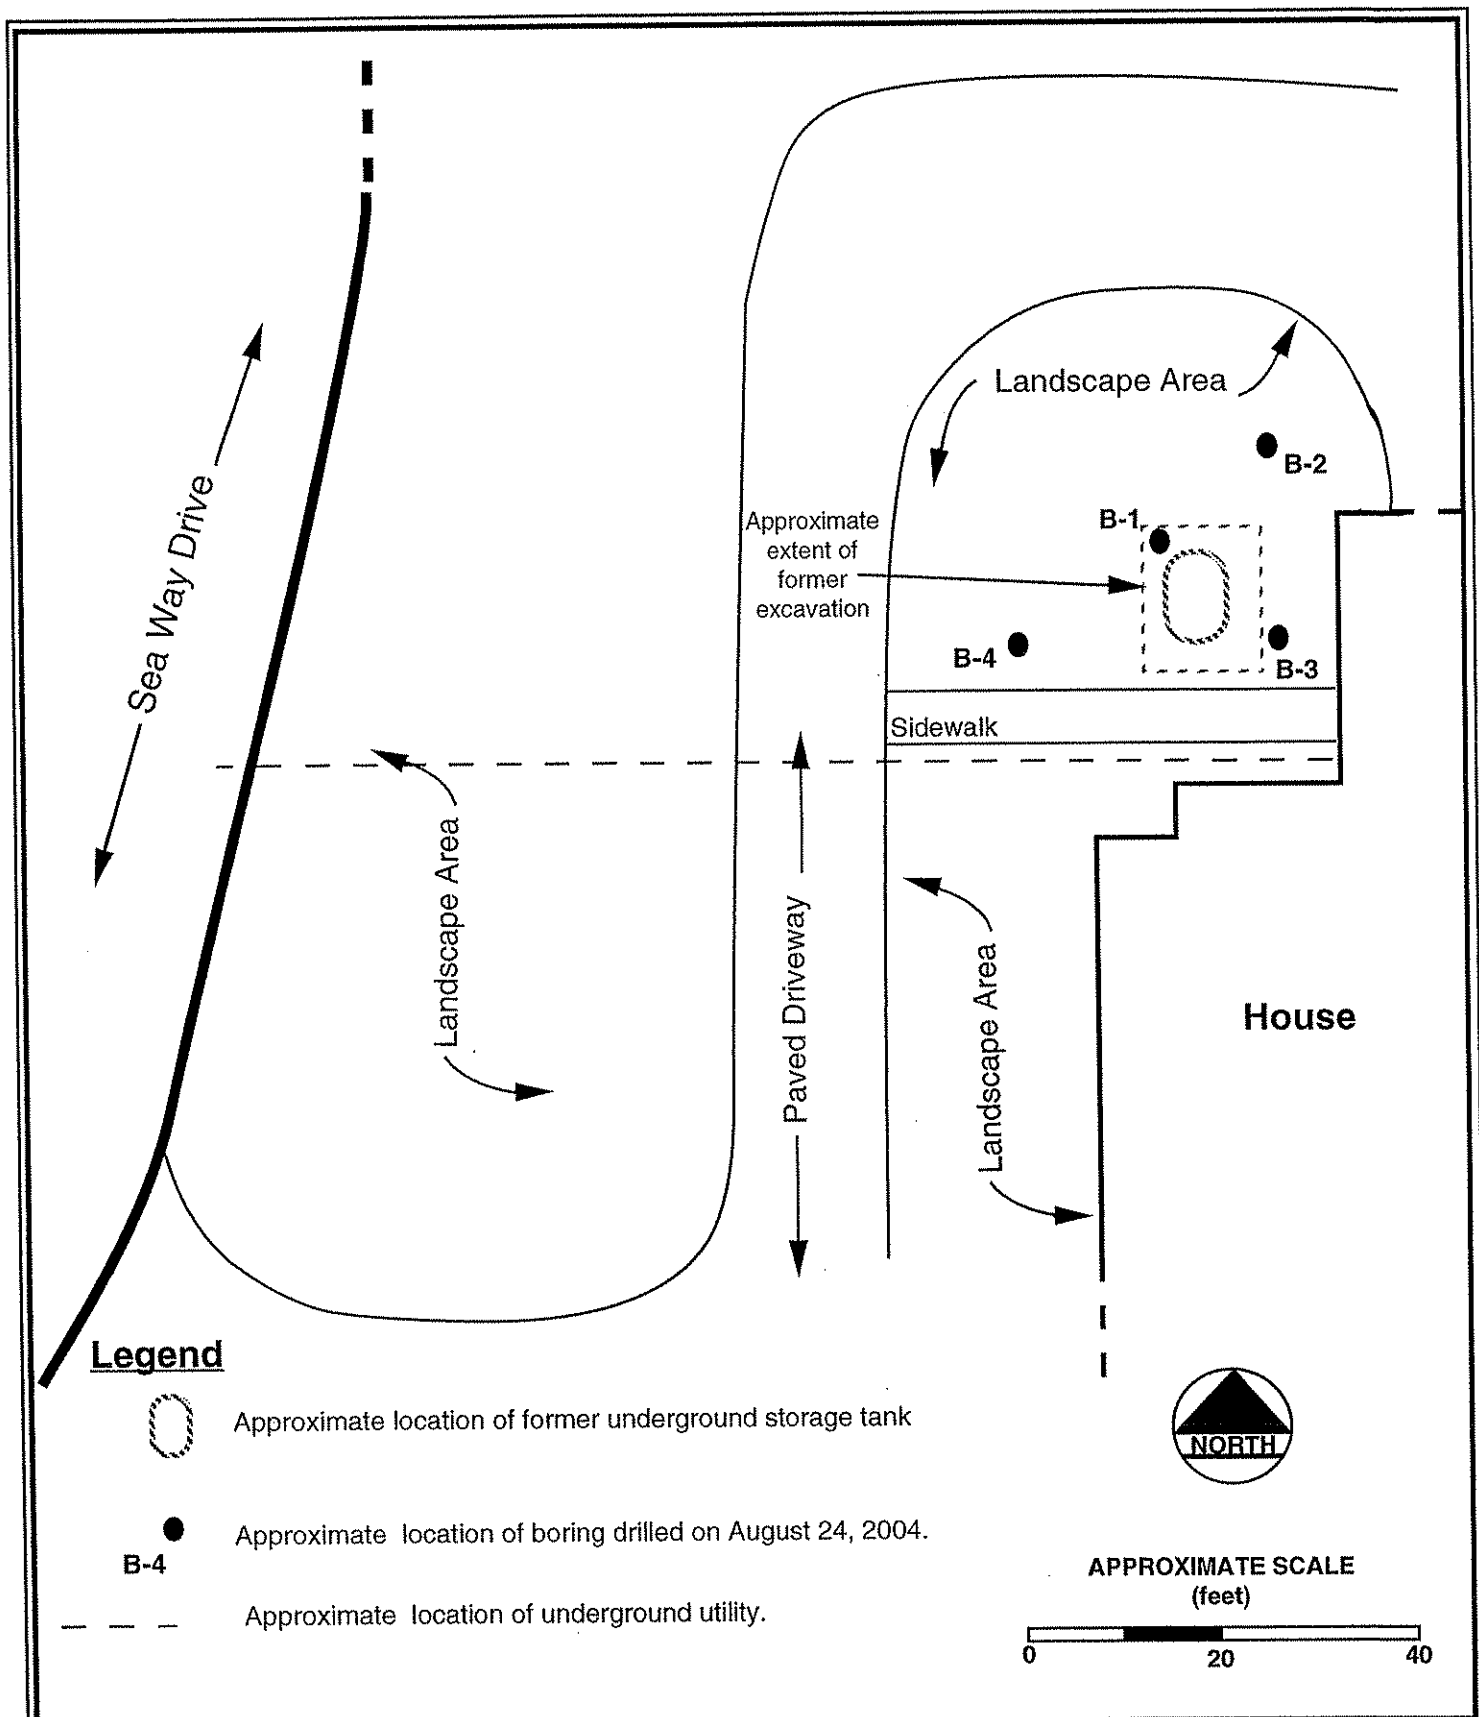 Landscape Area
B-2
Approximate
extent of
former
excavation
B-1
Sea Way Drive
B-4
B-3
Sidewalk
Landscape Area
Paved Driveway
Landscape Area
House
Legend
Approximate location of former underground storage tank
NORTH
Approximate location of boring drilled on August 24, 2004.
B-4
Approximate location of underground utility.
APPROXIMATE SCALE
(feet)
0 20 40